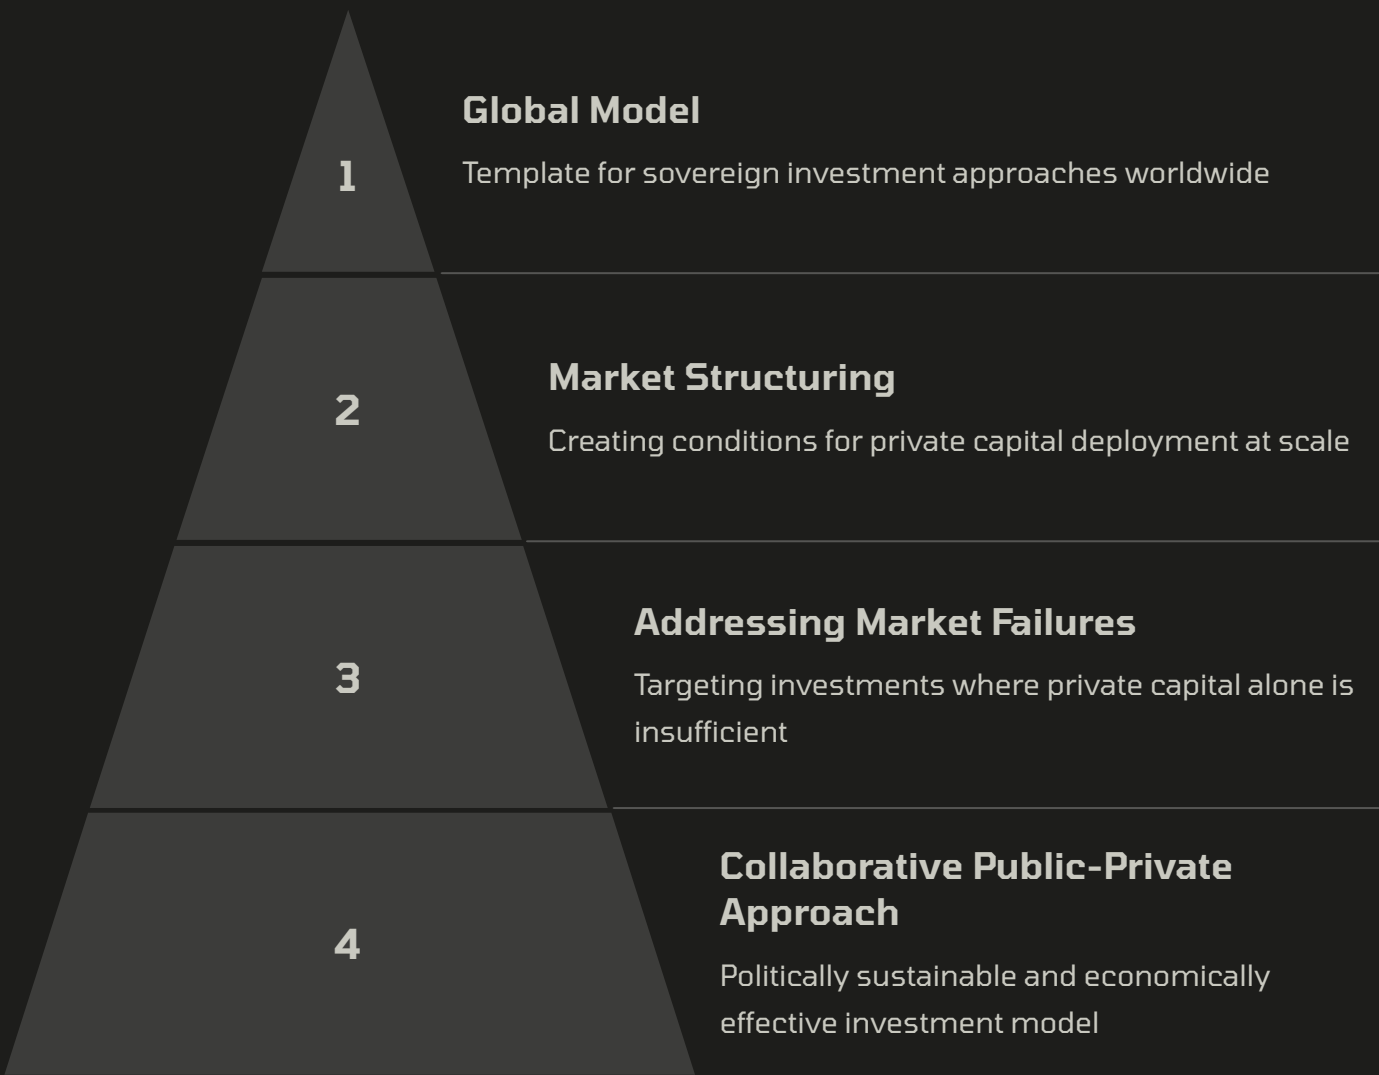 1
Global Model
Template for sovereign investment approaches worldwide
2
Market Structuring
Creating conditions for private capital deployment at scale
3
Addressing Market Failures
Targeting investments where private capital alone is
insufficient
4
Collaborative Public-Private
Approach
Politically sustainable and economically
effective investment model